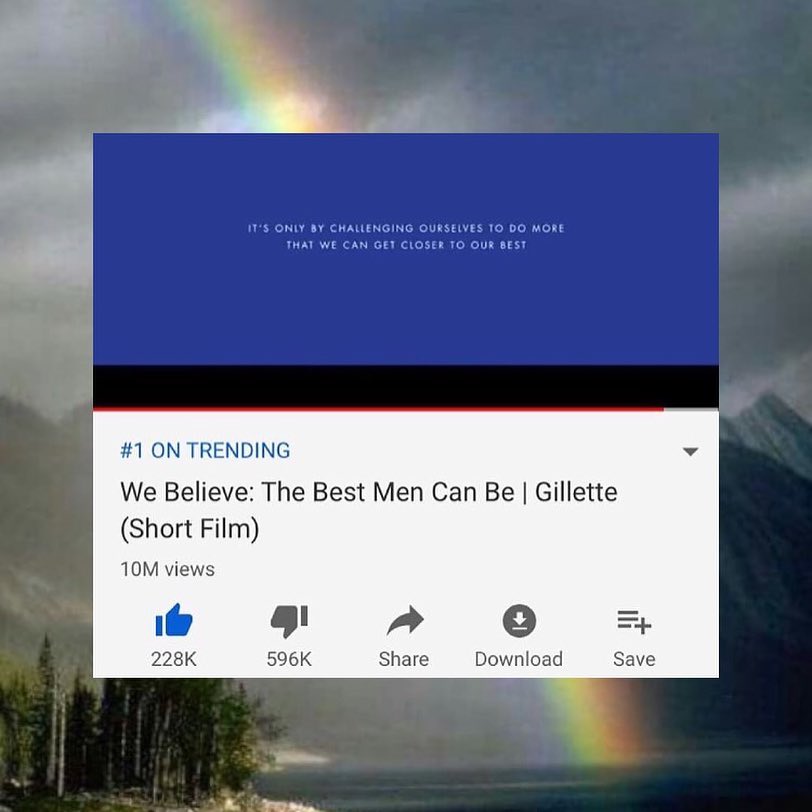 IT'S ONLY BY CHALLENGING OURSELVES TO DO MORE
THAT WE CAN GET CLOSER TO OUR BEST
#1 ON TRENDING
We Believe: The Best Men Can Be | Gillette
(Short Film)
10M views
228K 596K Share Download Save